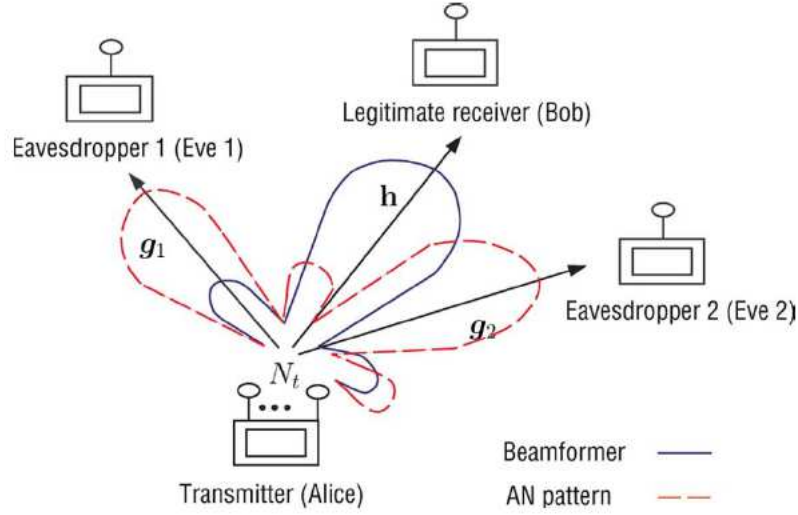 Legitimate receiver (Bob)
Eavesdropper 1 (Eve 1)
h
g1
Eavesdropper 2 (Eve 2)
g2
Nt
Beamformer
Transmitter (Alice)
AN pattern